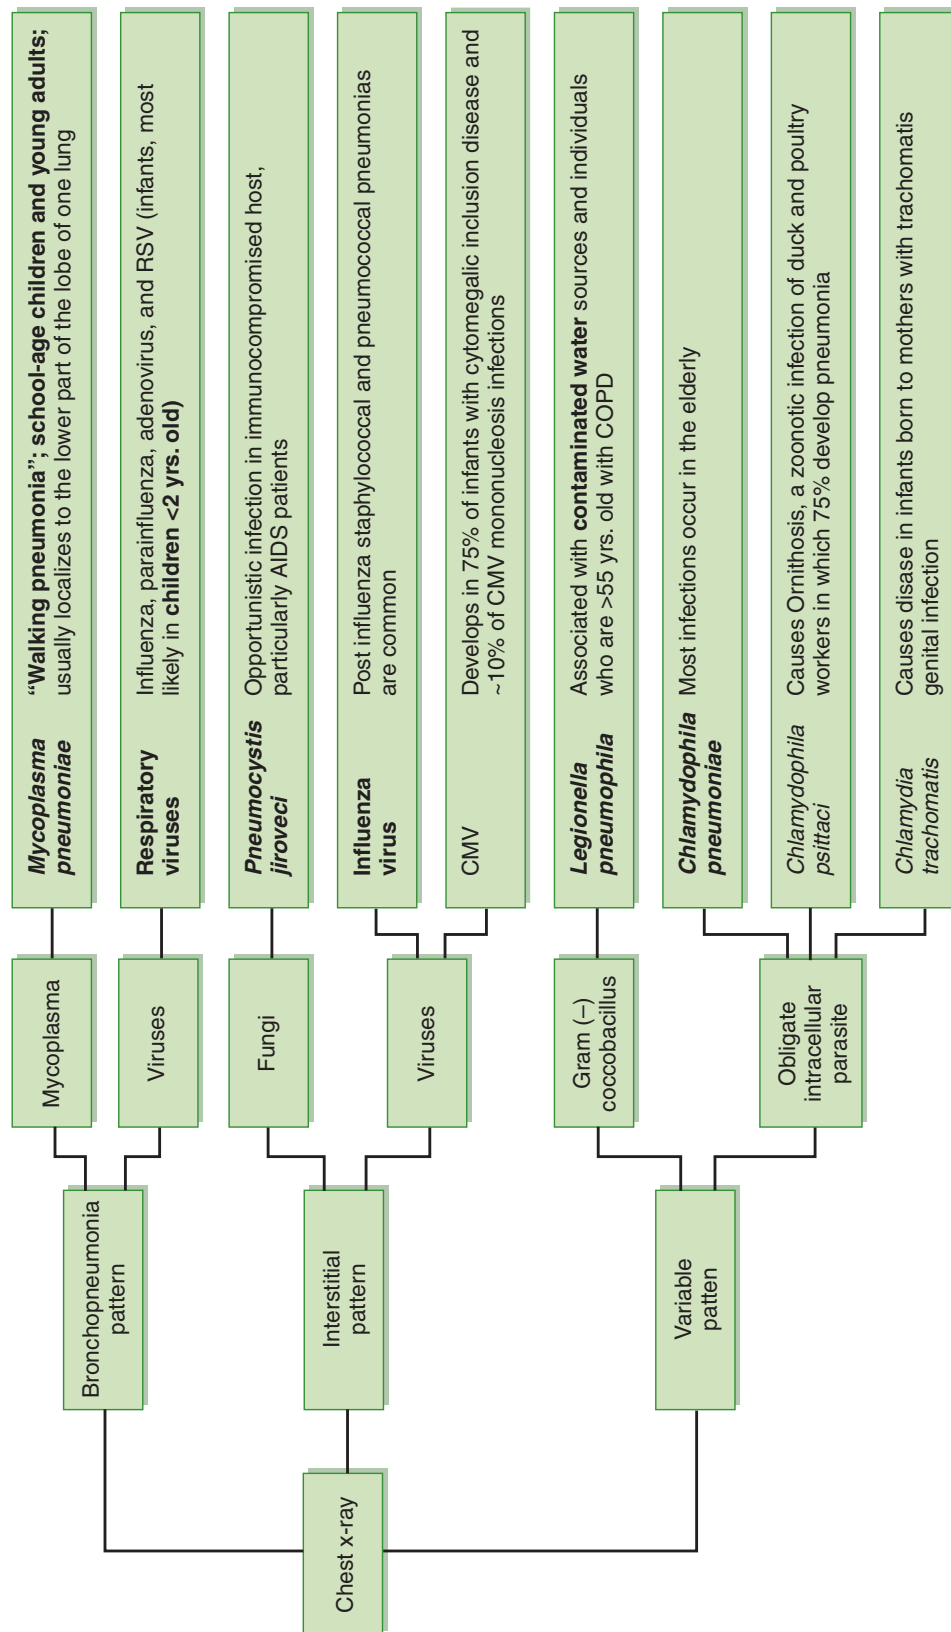 Chest x-ray
Bronchopneumonia
pattern
Mycoplasma
Mycoplasma
pneumoniae
“Walking pneumonia”; school-age children and young adults;
usually localizes to the lower part of the lobe of one lung
Viruses
Respiratory
viruses
Influenza, parainfluenza, adenovirus, and RSV (infants, most
likely in children <2 yrs. old)
Interstitial
pattern
Fungi
Pneumocystis
jiroveci
Opportunistic infection in immunocompromised host,
particularly AIDS patients
Viruses
Influenza
virus
Post influenza staphylococcal and pneumococcal pneumonias
are common
CMV
Develops in 75% of infants with cytomegalic inclusion disease and
~10% of CMV mononucleosis infections
Variable
patten
Gram (–)
coccobacillus
Legionella
pneumophila
Associated with contaminated water sources and individuals
who are >55 yrs. old with COPD
Obligate
intracellular
parasite
Chlamydophila
pneumoniae
Most infections occur in the elderly
Chlamydophila
psittaci
Causes Ornithosis, a zoonotic infection of duck and poultry
workers in which 75% develop pneumonia
Chlamydia
trachomatis
Causes disase in infants born to mothers with trachomatis
genital infection